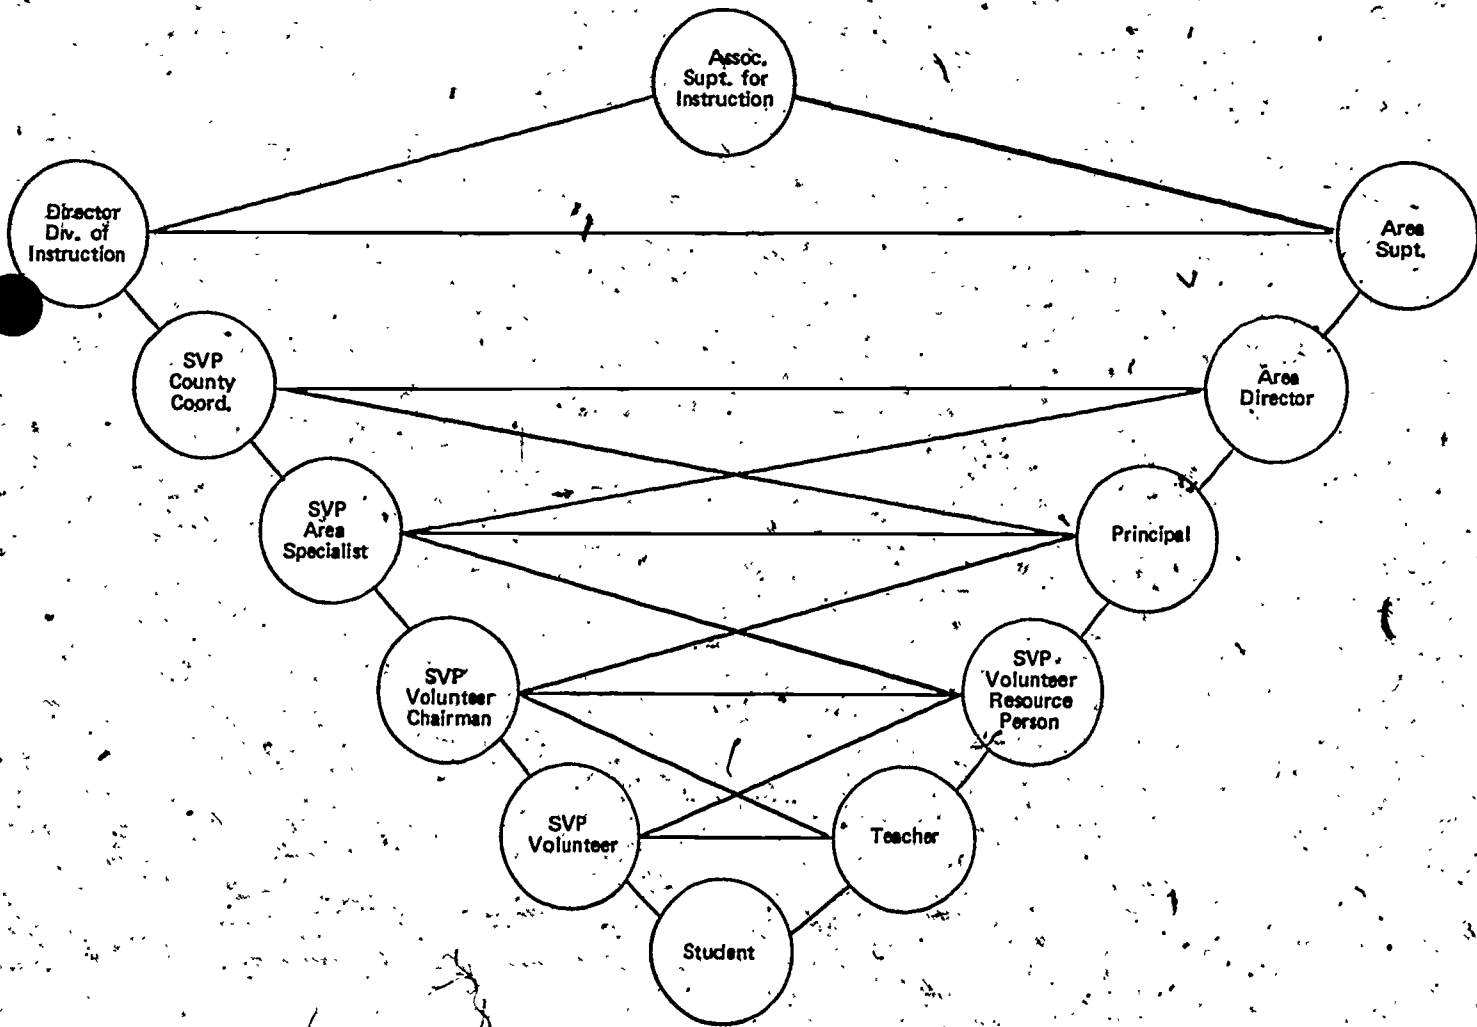 Assoc.
Supt. for
Instruction
Director
Div. of
Instruction
Area
Supt.
SVP
County
Coord.
Area
Director
SVP
Area
Specialist
Principal
SVP
Volunteer
Chairman
SVP
Volunteer
Resource
Person
SVP
Volunteer
Teacher
Student